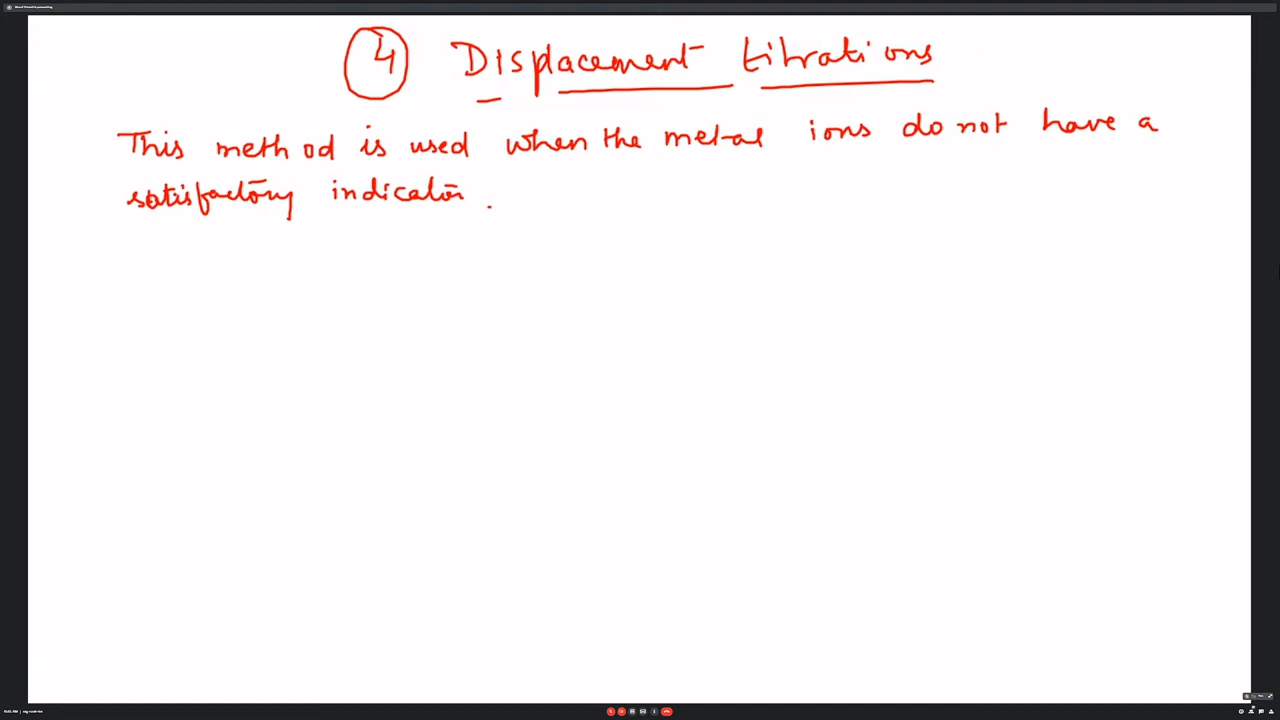 4 Displacement titrations
This method is used when the metal ions do not have a
satisfactory indicator .